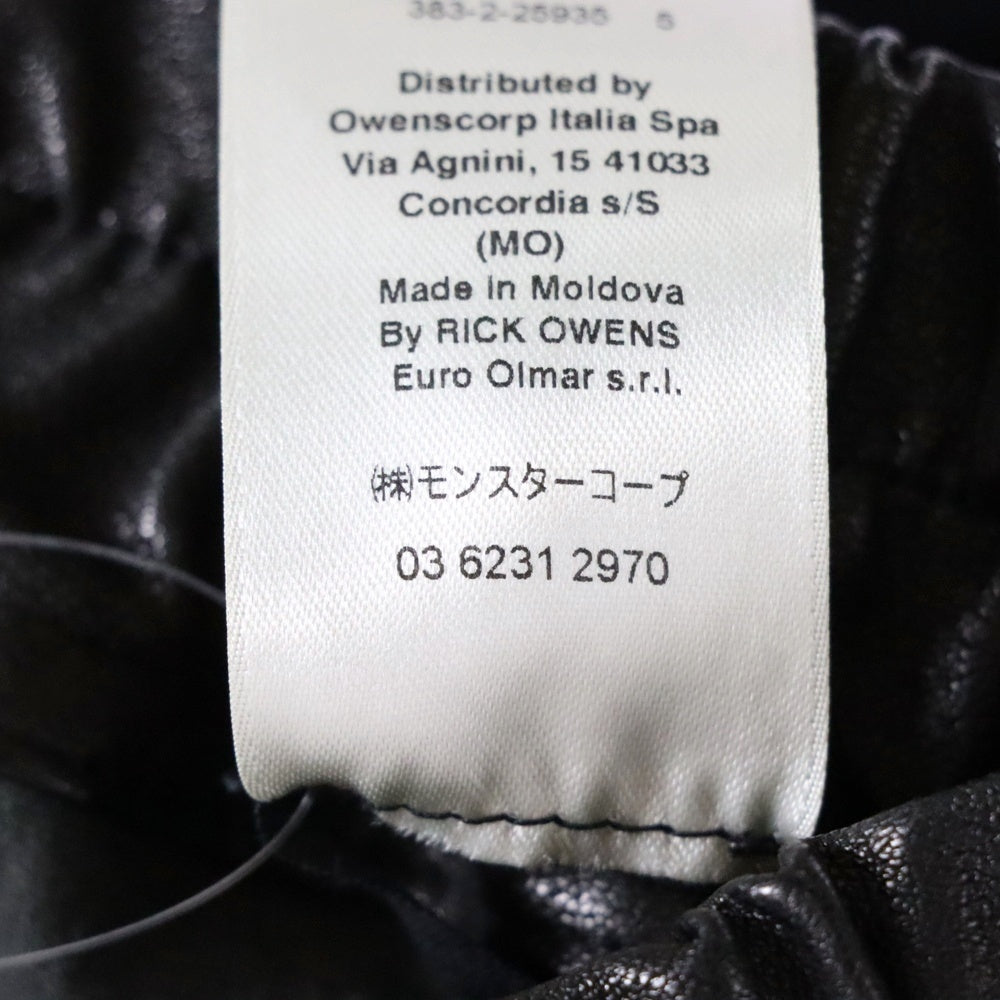 383-2-25935 5
Distributed by
Owenscorp Italia Spa
Via Agnini, 15 41033
Concordia s/S
(MO)
Made in Moldova
By RICK OWENS
Euro Olmar s.r.l.
㈱モンスターコープ
03 6231 2970